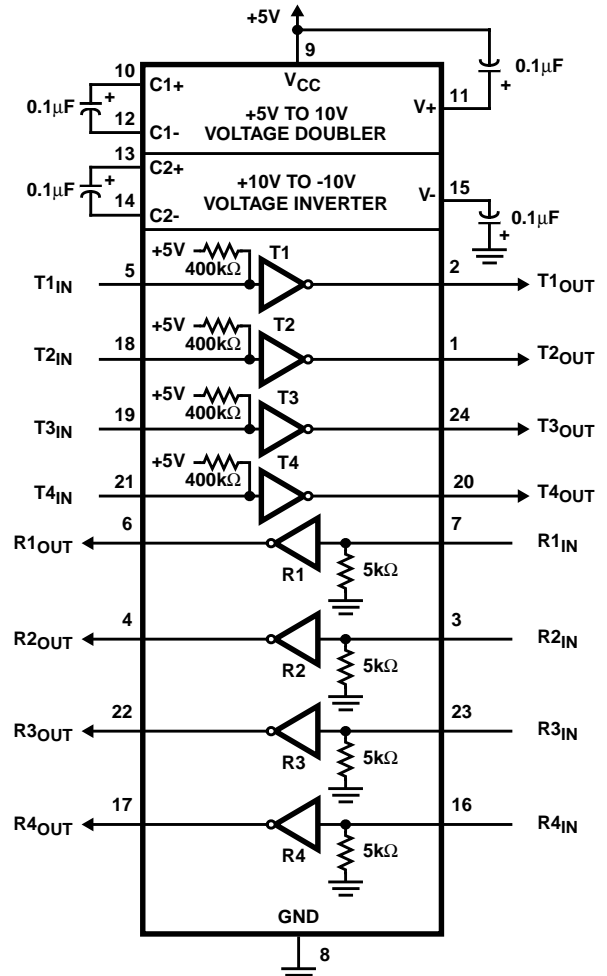 +5V
9
VCC
10
C1+
0.1µF
+
12
C1-
+5V TO 10V
VOLTAGE DOUBLER
V+
11
0.1µF
+
13
C2+
0.1µF
+
14
C2-
+10V TO -10V
VOLTAGE INVERTER
V-
15
0.1µF
+
T1IN
5
+5V
400kΩ
T1
2
T1OUT
T2IN
18
+5V
400kΩ
T2
1
T2OUT
T3IN
19
+5V
400kΩ
T3
24
T3OUT
T4IN
21
+5V
400kΩ
T4
20
T4OUT
R1OUT
6
R1
5kΩ
7
R1IN
R2OUT
4
R2
5kΩ
3
R2IN
R3OUT
22
R3
5kΩ
23
R3IN
R4OUT
17
R4
5kΩ
16
R4IN
GND
8